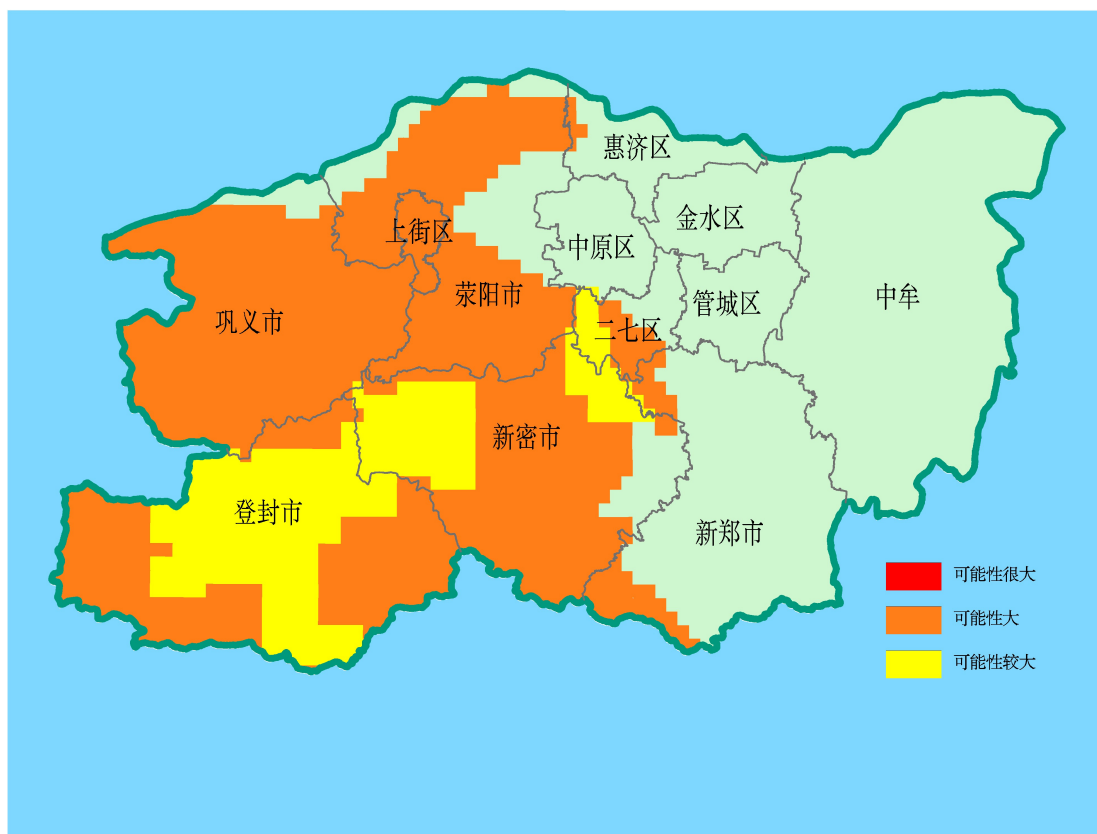 惠济区
金水区
上街区
中原区
荥阳市
管城区
中牟
巩义市
二七区
新密市
登封市
新郑市
可能性很大
可能性大
可能性较大